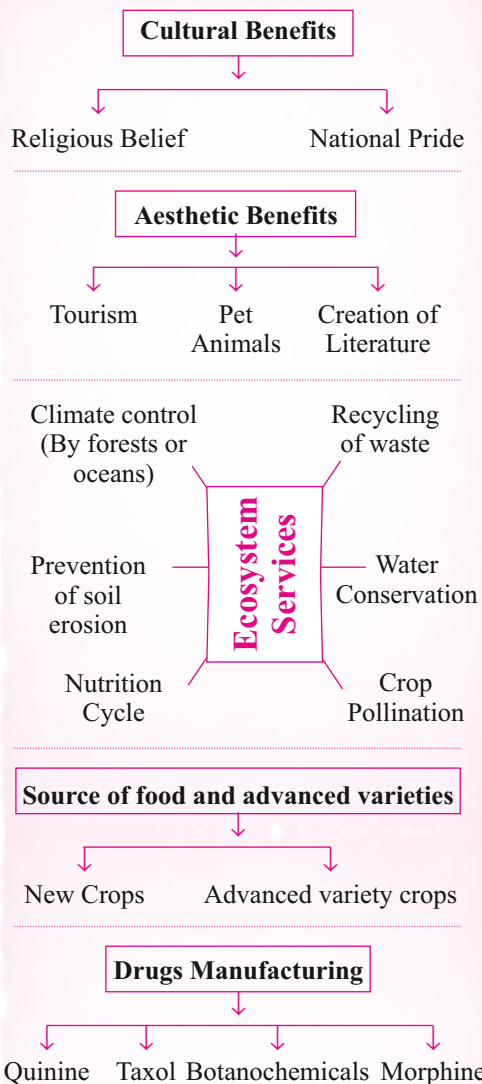 Cultural Benefits
Religious Belief National Pride
Aesthetic Benefits
Tourism Pet Animals Creation of Literature
Climate control
(By forests or
oceans)
Recycling
of waste
Ecosystem
Services
Prevention
of soil
erosion
Water
Conservation
Nutrition
Cycle
Crop
Pollination
Source of food and advanced varieties
New Crops Advanced variety crops
Drugs Manufacturing
Quinine Taxol Botanochemicals Morphine